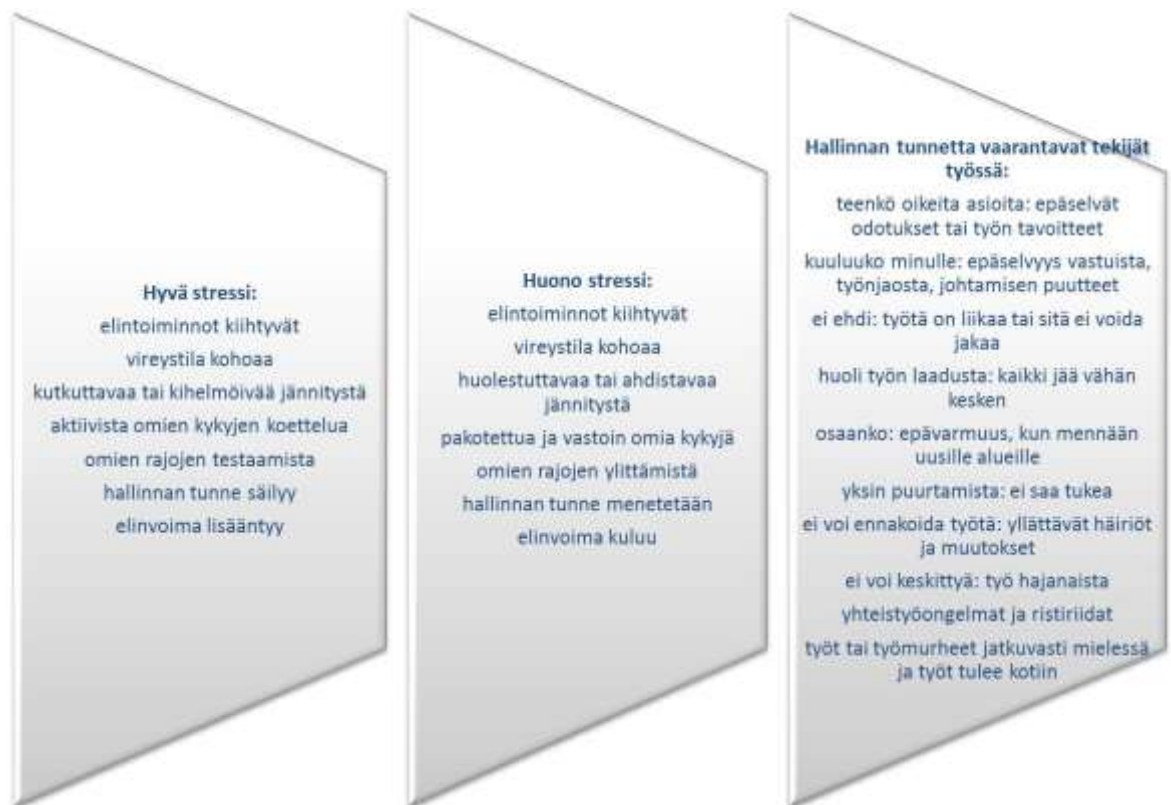 Hyvä stressi:
elintoiminnot kiihtyvät
vireystila kohoaa
kutkuttavaa tai kihelmöivää jännitystä
aktiivista omien kykyjen koettelua
omien rajojen testaamista
hallinnan tunne säilyy
elinvoima lisääntyy
Huono stressi:
elintoiminnot kiihtyvät
vireystila kohoaa
huolestuttavaa tai ahdistavaa
jännitystä
pakotettua ja vastoin omia kykyjä
omien rajojen ylittämistä
hallinnan tunne menetetään
elinvoima kuluu
Hallinnan tunnetta vaarantavat tekijät
työssä:
teenkö oikeita asioita: epäselvät
odotukset tai työn tavoitteet
kuuluuko minulle: epäselvyys vastuista,
työnjaosta, johtamisen puutteet
ei ehdi: työtä on liikaa tai sitä ei voida
jakaa
huoli työn laadusta: kaikki jää vähän
kesken
osaanko: epävarmuus, kun mennään
uusille alueille
yksin puurtamista: ei saa tukea
ei voi ennakoida työtä: yllättävät häiriöt
ja muutokset
ei voi keskittyä: työ hajanaista
yhteistyöongelmat ja ristiriidat
työt tai työmurheet jatkuvasti mielessä
ja työt tulee kotiin